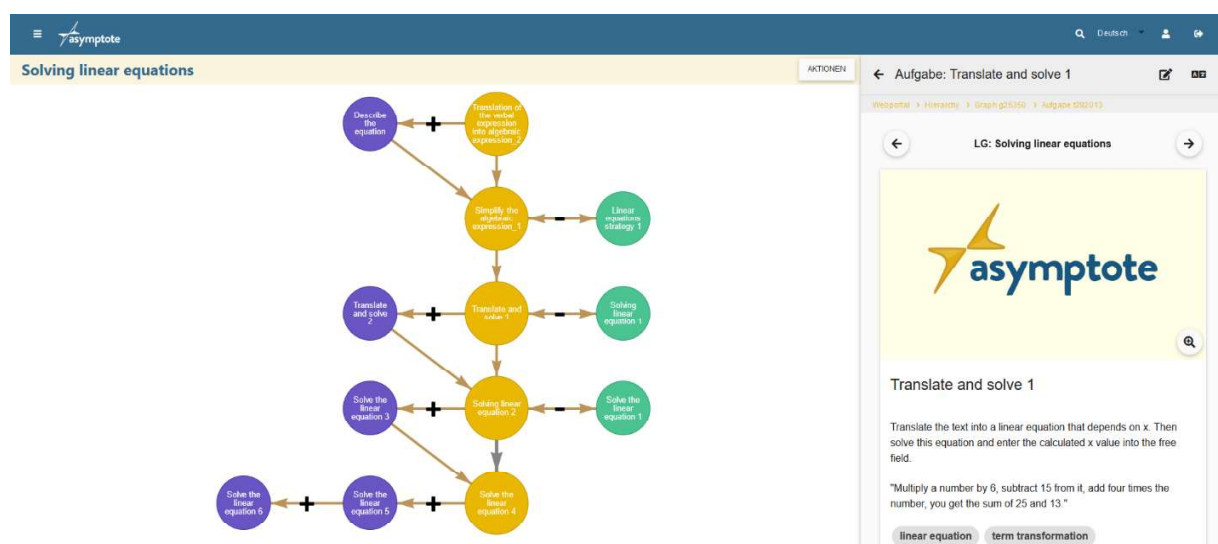 asymptote
Deutsch
Solving linear equations
AKTIONEN
Describe
the
equation
+
Translation of
the verbal
expression
into algebraic
expression_2
Simplify the
algebraic
expression_1
-
Linear
equations
strategy 1
Translate
and solve
2
+
Translate and
solve 1
-
Solving
linear
equation 1
Solve the
linear
equation 3
+
Solving linear
equation 2
-
Solve the
linear
equation 1
Solve the
linear
equation 6
+
Solve the
linear
equation 5
+
Solve the
linear
equation 4
Aufgabe: Translate and solve 1
Webportal > Hierarchy > Graph g25350 > Aufgabe
LG: Solving linear equations
asymptote
Translate and solve 1
Translate the text into a linear equation that depends on x. Then
solve this equation and enter the calculated x value into the free
field.
"Multiply a number by 6, subtract 15 from it, add four times the
number, you get the sum of 25 and 13."
linear equation term transformation